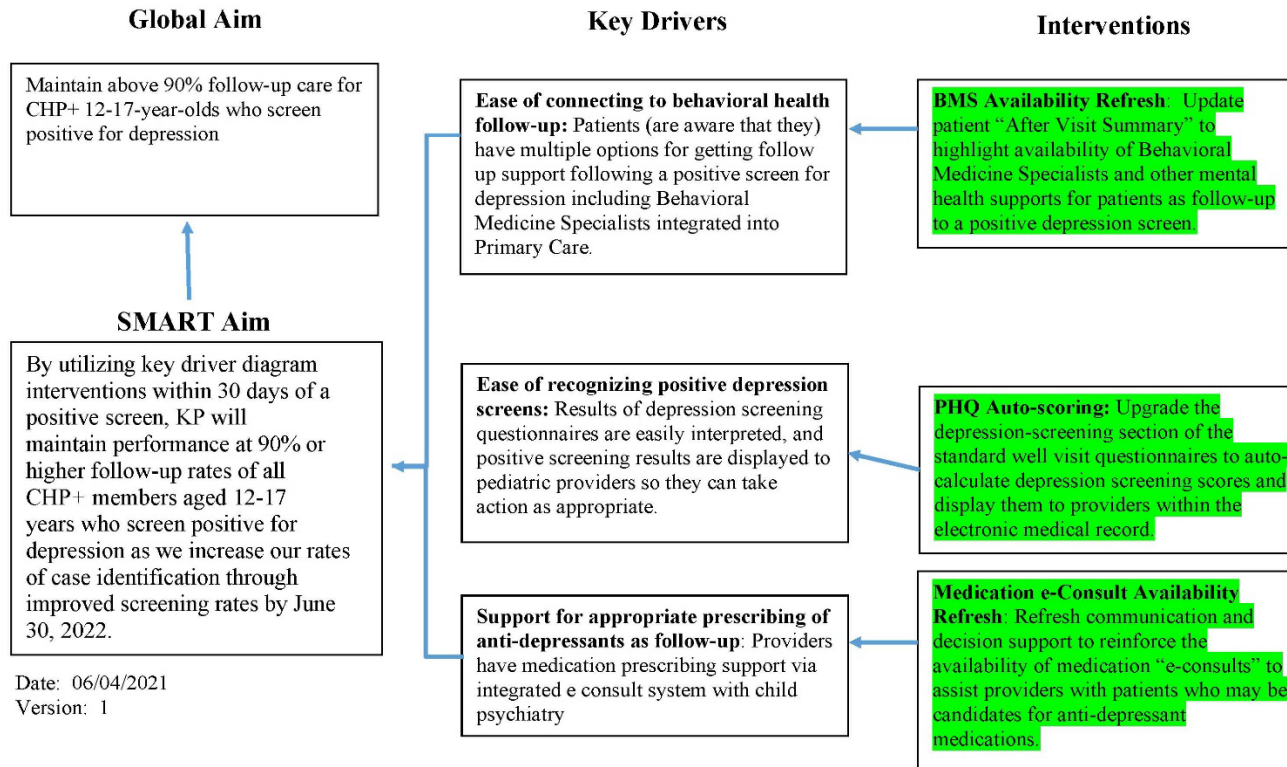 Global Aim
Maintain above 90% follow-up care for
CHP+ 12-17-year-olds who screen
positive for depression
SMART Aim
By utilizing key driver diagram
interventions within 30 days of a
positive screen, KP will
maintain performance at 90% or
higher follow-up rates of all
CHP+ members aged 12-17
years who screen positive for
depression as we increase our rates
of case identification through
improved screening rates by June
30, 2022.
Date: 06/04/2021
Version: 1
Key Drivers
Ease of connecting to behavioral health
follow-up: Patients (are aware that they)
have multiple options for getting follow
up support following a positive screen for
depression including Behavioral
Medicine Specialists integrated into
Primary Care.
Ease of recognizing positive depression
screens: Results of depression screening
questionnaires are easily interpreted, and
positive screening results are displayed to
pediatric providers so they can take
action as appropriate.
Support for appropriate prescribing of
anti-depressants as follow-up: Providers
have medication prescribing support via
integrated e consult system with child
psychiatry
Interventions
BMS Availability Refresh: Update
patient “After Visit Summary” to
highlight availability of Behavioral
Medicine Specialists and other mental
health supports for patients as follow-up
to a positive depression screen.
PHQ Auto-scoring: Upgrade the
depression-screening section of the
standard well visit questionnaires to auto-
calculate depression screening scores and
display them to providers within the
electronic medical record.
Medication e-Consult Availability
Refresh: Refresh communication and
decision support to reinforce the
availability of medication “e-consults” to
assist providers with patients who may be
candidates for anti-depressant
medications.